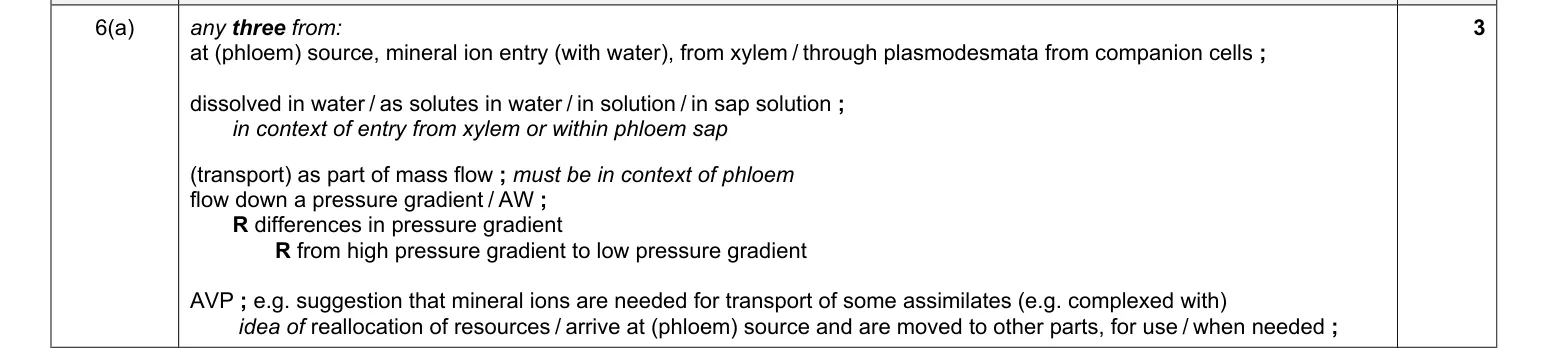 6(a)
any three from:
3
at (phloem) source, mineral ion entry (with water), from xylem / through plasmodesmata from companion cells ;
dissolved in water / as solutes in water / in solution / in sap solution ;
in context of entry from xylem or within phloem sap
(transport) as part of mass flow ; must be in context of phloem
flow down a pressure gradient / AW ;
R differences in pressure gradient
R from high pressure gradient to low pressure gradient
AVP ; e.g. suggestion that mineral ions are needed for transport of some assimilates (e.g. complexed with)
idea of reallocation of resources / arrive at (phloem) source and are moved to other parts, for use / when needed ;